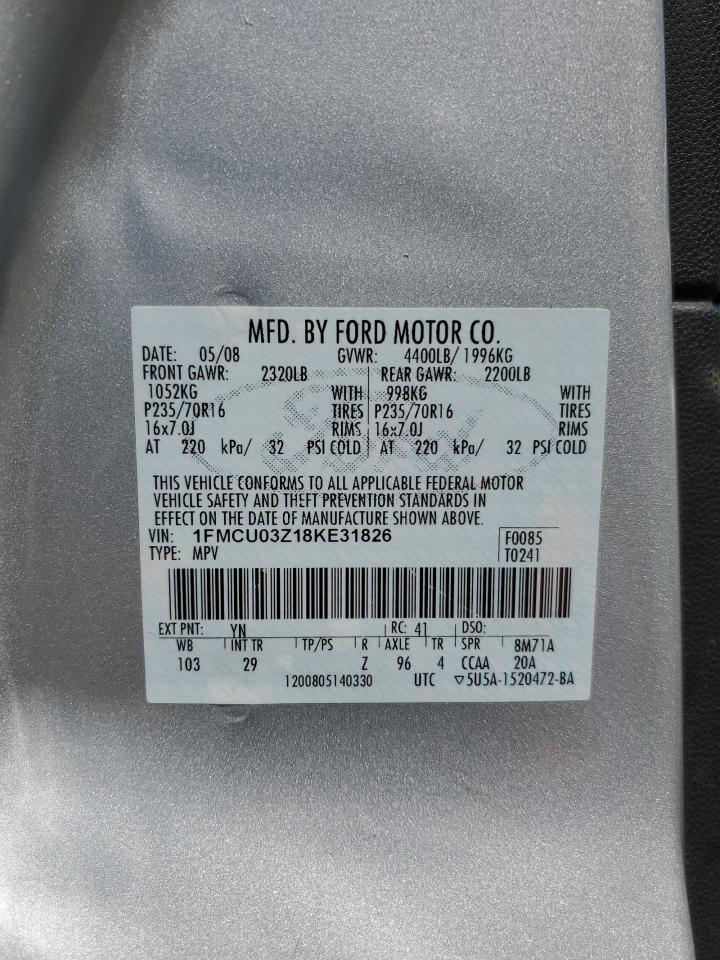 MFD. BY FORD MOTOR CO.
DATE: 05/08 GVWR: 4400LB/ 1996KG
FRONT GAWR: 2320LB REAR GAWR: 2200LB
1052KG WITH 998KG WITH
P235/70R16 TIRES P235/70R16 TIRES
16x7.0J RIMS 16x7.0J RIMS
AT 220 kPa/ 32 PSI COLD AT 220 kPa/ 32 PSI COLD
Ford
THIS VEHICLE CONFORMS TO ALL APPLICABLE FEDERAL MOTOR
VEHICLE SAFETY AND THEFT PREVENTION STANDARDS IN
EFFECT ON THE DATE OF MANUFACTURE SHOWN ABOVE.
VIN: 1FMCU03Z18KE31826 F0085
TYPE: MPV T0241
EXT PNT: YN RC: 41 DSO:
WB INT TR TP/PS R AXLE TR SPR 8M71A
103 29 Z 96 4 CCAA 20A
1200805140330 UTC ▽5U5A-1520472-BA